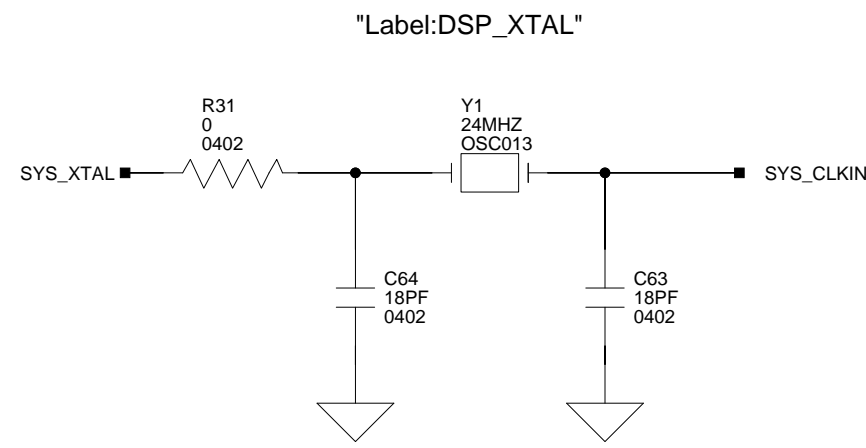 "Label:DSP_XTAL"
R31
0
0402
Y1
24MHZ
OSC013
SYS_XTAL
SYS_CLKIN
C64
18PF
0402
C63
18PF
0402